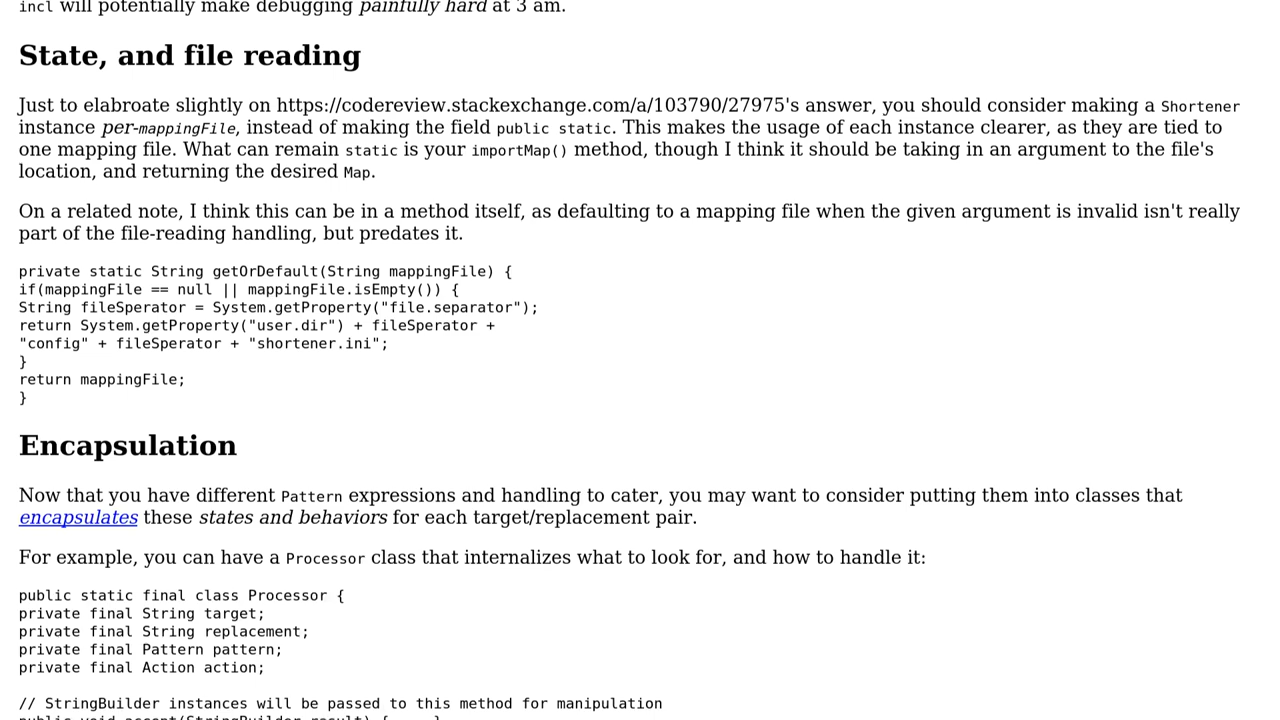 incl will potentially make debugging painfully hard at 3 am.
State, and file reading
Just to elabroate slightly on https://codereview.stackexchange.com/a/103790/27975's answer, you should consider making a Shortener
instance per-mappingFile, instead of making the field public static. This makes the usage of each instance clearer, as they are tied to
one mapping file. What can remain static is your importMap() method, though I think it should be taking in an argument to the file's
location, and returning the desired Map.
On a related note, I think this can be in a method itself, as defaulting to a mapping file when the given argument is invalid isn't really
part of the file-reading handling, but predates it.
private static String getOrDefault(String mappingFile) {
if(mappingFile == null || mappingFile.isEmpty()) {
String fileSperator = System.getProperty("file.separator");
return System.getProperty("user.dir") + fileSperator +
"config" + fileSperator + "shortener.ini";
}
return mappingFile;
}
Encapsulation
Now that you have different Pattern expressions and handling to cater, you may want to consider putting them into classes that
encapsulates these states and behaviors for each target/replacement pair.
For example, you can have a Processor class that internalizes what to look for, and how to handle it:
public static final class Processor {
private final String target;
private final String replacement;
private final Pattern pattern;
private final Action action;
// StringBuilder instances will be passed to this method for manipulation
public void accept(StringBuilder result) {